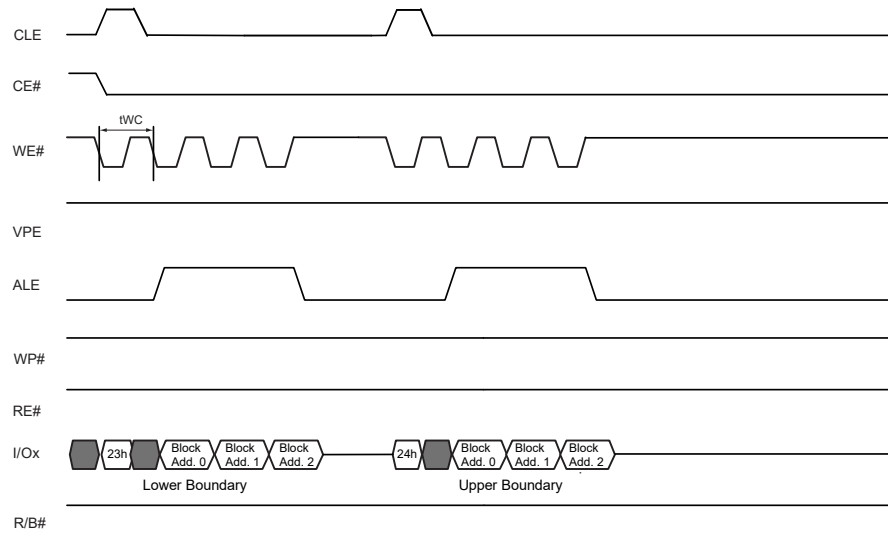 CLE
CE#
tWC
WE#
VPE
ALE
WP#
RE#
I/Ox
23h
Block
Add. 0
Block
Add. 1
Block
Add. 2
24h
Block
Add. 0
Block
Add. 1
Block
Add. 2
Lower Boundary
Upper Boundary
R/B#